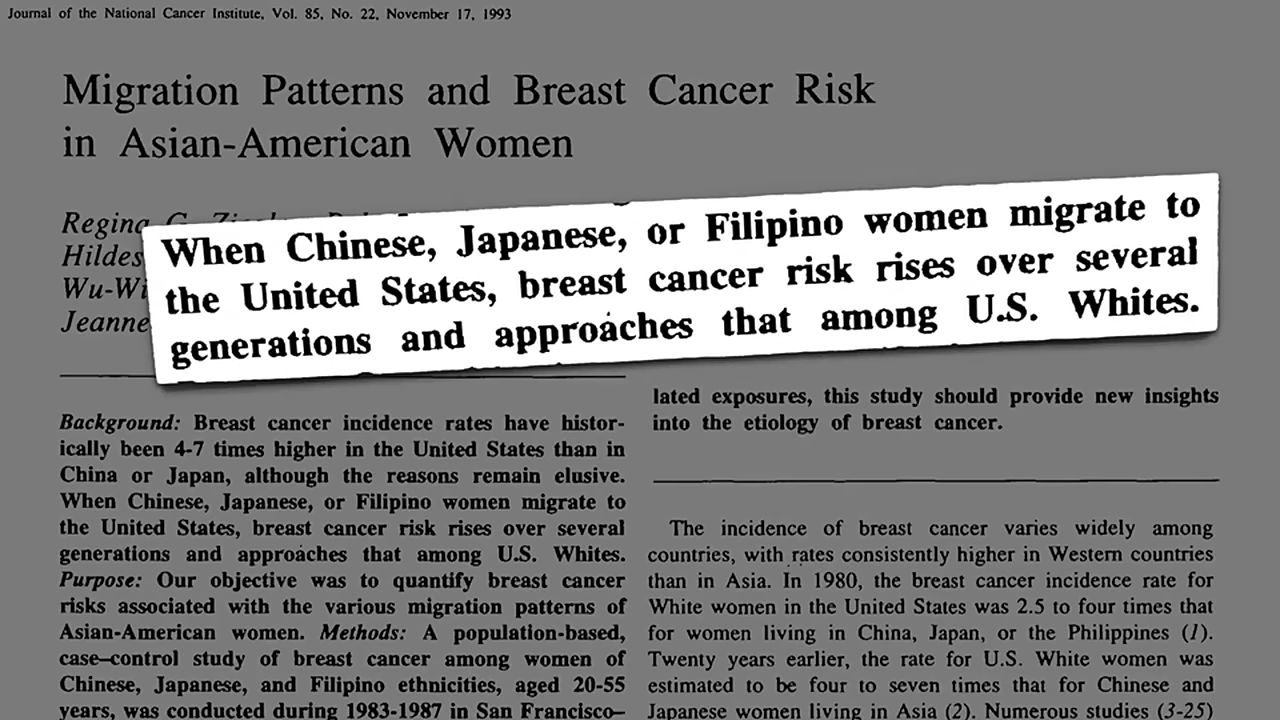 Journal of the National Cancer Institute, Vol. 85, No. 22, November 17, 1993
Migration Patterns and Breast Cancer Risk
in Asian-American Women
Regina G.
Hildes
Wu-Wi
Jeanne
When Chinese, Japanese, or Filipino women migrate to
the United States, breast cancer risk rises over several
generations and approaches that among U.S. Whites.
Background: Breast cancer incidence rates have histor-
ically been 4-7 times higher in the United States than in
China or Japan, although the reasons remain elusive.
When Chinese, Japanese, or Filipino women migrate to
the United States, breast cancer risk rises over several
generations and approaches that among U.S. Whites.
Purpose: Our objective was to quantify breast cancer
risks associated with the various migration patterns of
Asian-American women. Methods: A population-based,
case–control study of breast cancer among women of
Chinese, Japanese, and Filipino ethnicities, aged 20-55
years, was conducted during 1983-1987 in San Francisco–
lated exposures, this study should provide new insights
into the etiology of breast cancer.
The incidence of breast cancer varies widely among
countries, with rates consistently higher in Western countries
than in Asia. In 1980, the breast cancer incidence rate for
White women in the United States was 2.5 to four times that
for women living in China, Japan, or the Philippines (1).
Twenty years earlier, the rate for U.S. White women was
estimated to be four to seven times that for Chinese and
Japanese women living in Asia (2). Numerous studies (3-25)